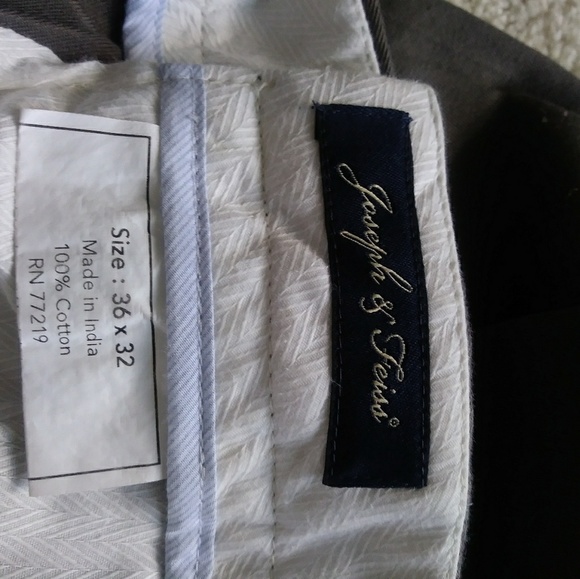 Size : 36 x 32
Made in India
100% Cotton
RN 77219
Joseph & Feiss®